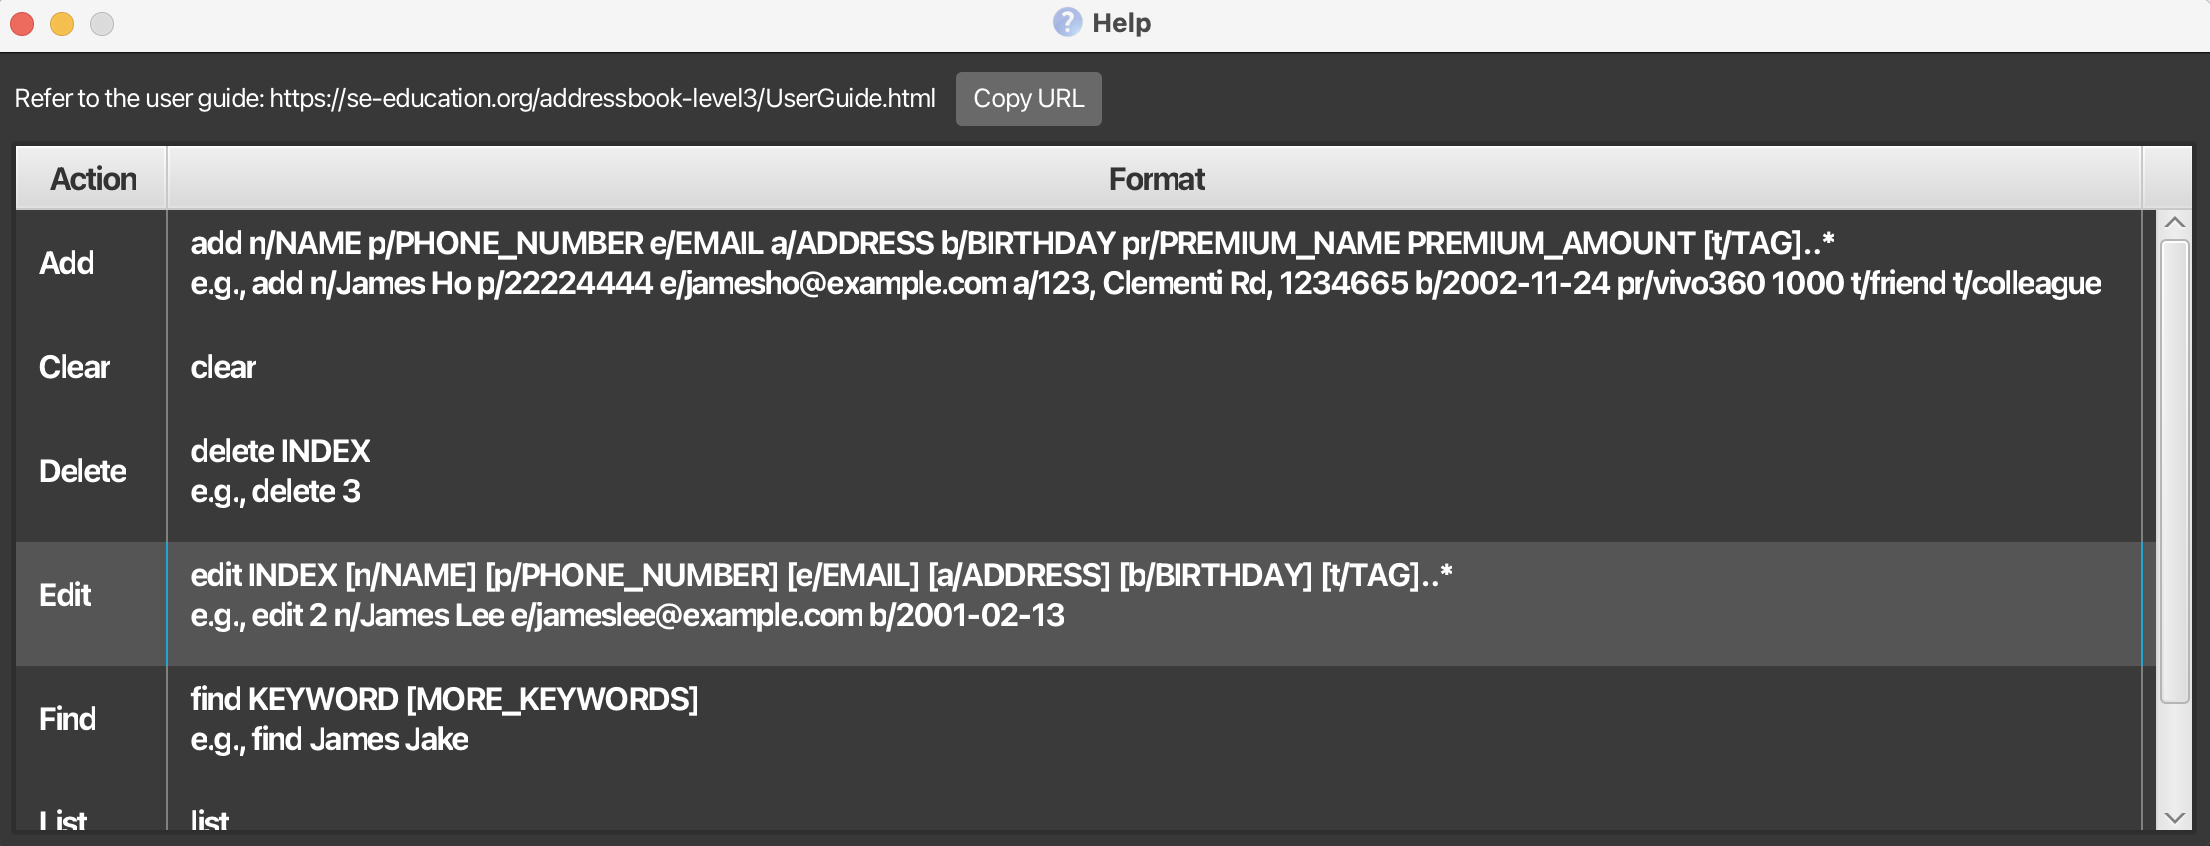 Help
Refer to the user guide: https://se-education.org/addressbook-level3/UserGuide.html Copy URL
Action Format
Add
add n/NAME p/PHONE_NUMBER e/EMAIL a/ADDRESS b/BIRTHDAY pr/PREMIUM_NAME PREMIUM_AMOUNT [t/TAG]..*
e.g., add n/James Ho p/22224444 e/jamesho@example.com a/123, Clementi Rd, 1234665 b/2002-11-24 pr/vivo360 1000 t/friend t/colleague
Clear clear
Delete
delete INDEX
e.g., delete 3
Edit
edit INDEX [n/NAME] [p/PHONE_NUMBER] [e/EMAIL] [a/ADDRESS] [b/BIRTHDAY] [t/TAG]..*
e.g., edit 2 n/James Lee e/jameslee@example.com b/2001-02-13
Find
find KEYWORD [MORE_KEYWORDS]
e.g., find James Jake
List list